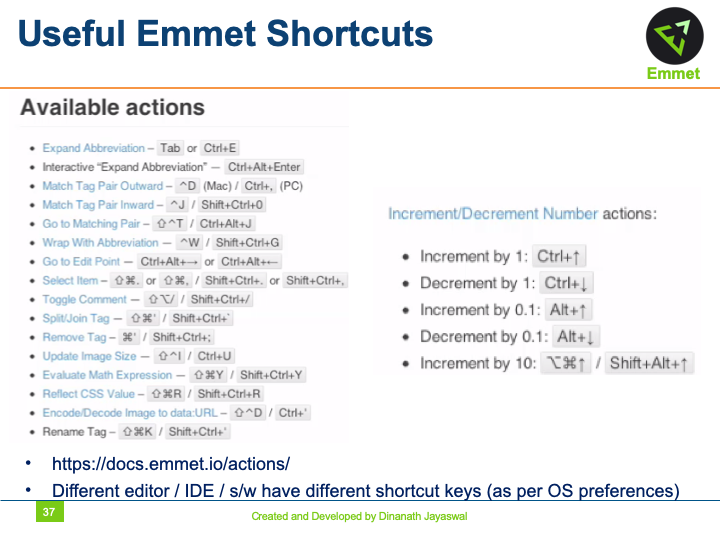 Useful Emmet Shortcuts
Emmet
Available actions
• Expand Abbreviation – Tab or Ctrl+E
• Interactive “Expand Abbreviation” — Ctrl+Alt+Enter
• Match Tag Pair Outward – ^D (Mac) / Ctrl+, (PC)
• Match Tag Pair Inward – ^J / Shift+Ctrl+0
• Go to Matching Pair – ⇧^T / Ctrl+Alt+J
• Wrap With Abbreviation — ^W / Shift+Ctrl+G
• Go to Edit Point — Ctrl+Alt+→ or Ctrl+Alt+←
• Select Item – ⇧⌘. or ⇧⌘, / Shift+Ctrl+. or Shift+Ctrl+,
• Toggle Comment — ⇧⌥/ / Shift+Ctrl+/
• Split/Join Tag — ⇧⌘' / Shift+Ctrl+`
• Remove Tag – ⌘' / Shift+Ctrl+;
• Update Image Size — ⇧^I / Ctrl+U
• Evaluate Math Expression — ⇧⌘Y / Shift+Ctrl+Y
• Reflect CSS Value – ⇧⌘R / Shift+Ctrl+R
• Encode/Decode Image to data:URL – ⇧^D / Ctrl+'
• Rename Tag – ⇧⌘K / Shift+Ctrl+'
Increment/Decrement Number actions:
• Increment by 1: Ctrl+↑
• Decrement by 1: Ctrl+↓
• Increment by 0.1: Alt+↑
• Decrement by 0.1: Alt+↓
• Increment by 10: ⌥⌘↑ / Shift+Alt+↑
• https://docs.emmet.io/actions/
• Different editor / IDE / s/w have different shortcut keys (as per OS preferences)
37
Created and Developed by Dinanath Jayaswal